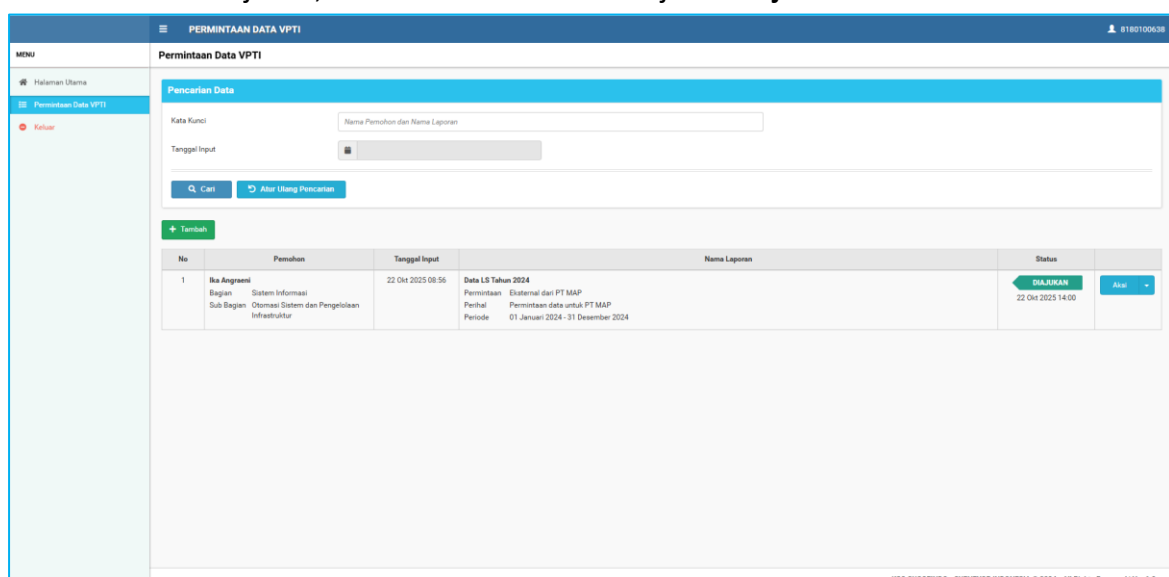 PERMINTAAN DATA VPTI
8180100638
MENU
Permintaan Data VPTI
Halaman Utama
Permintaan Data VPTI
Keluar
Pencarian Data
Kata Kunci
Nama Pemohon dan Nama Laporan
Tanggal Input
Cari
Atur Ulang Pencarian
+ Tambah
No Pemohon Tanggal Input Nama Laporan Status
1 Ika Angraeni 22 Okt 2025 08:56 Data LS Tahun 2024 DIAJUKAN Aksi
Bagian Sistem Informasi Permintaan Eksternal dari PT MAP 22 Okt 2025 14:00
Sub Bagian Otomasi Sistem dan Pengelolaan Perihal Permintaan data untuk PT MAP
Infrastruktur Periode 01 Januari 2024 - 31 Desember 2024